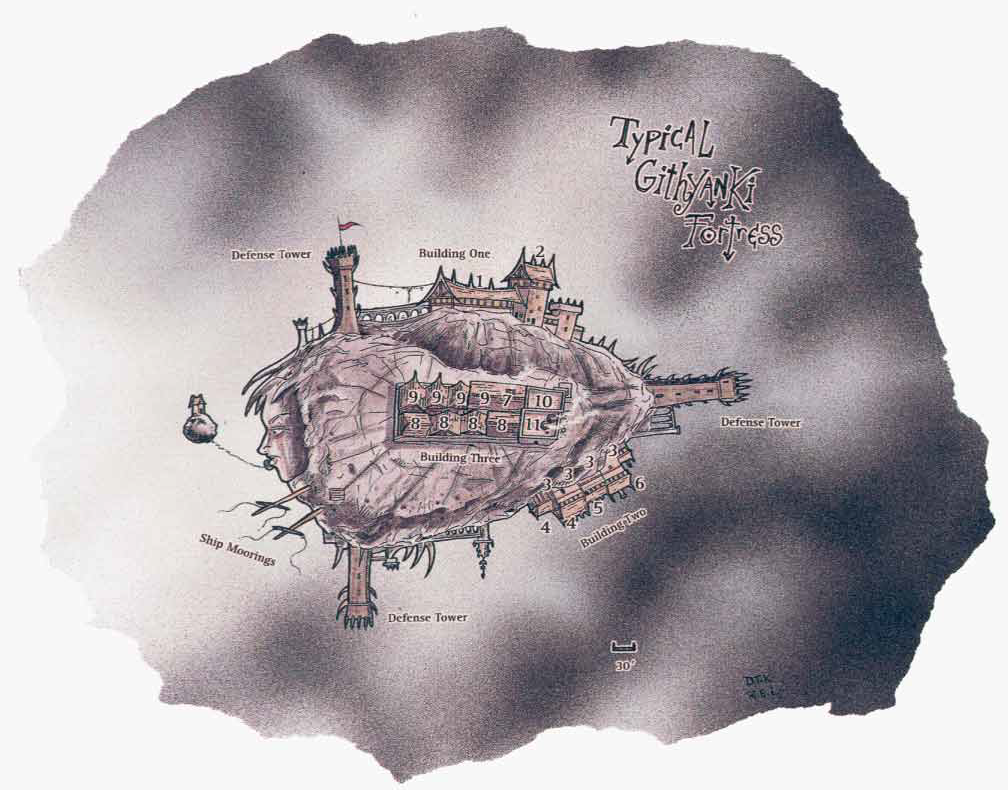 Typical
Githyanki
Fortress
Defense Tower
Building One
2
1
9 9 9 9 7 10
8 8 8 8 11
Building Three
Defense Tower
3 3 3 3
4 4 5 6
Building Two
Ship Moorings
Defense Tower
30'